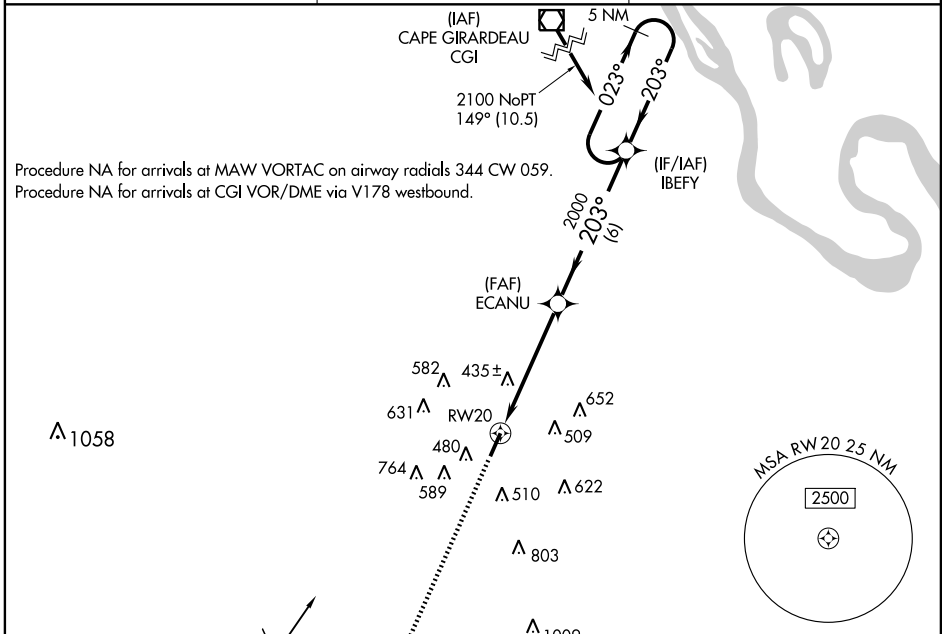 (IAF)
CAPE GIRARDEAU
CGI
5 NM
023°
203°
2100 NoPT
149° (10.5)
(IF/IAF)
IBEFY
Procedure NA for arrivals at MAW VORTAC on airway radials 344 CW 059.
Procedure NA for arrivals at CGI VOR/DME via V178 westbound.
2000
203°
(6)
(FAF)
ECANU
582
435±
631
RW20
652
509
1058
480
764
589
510
622
803
MSA RW20 25 NM
2500